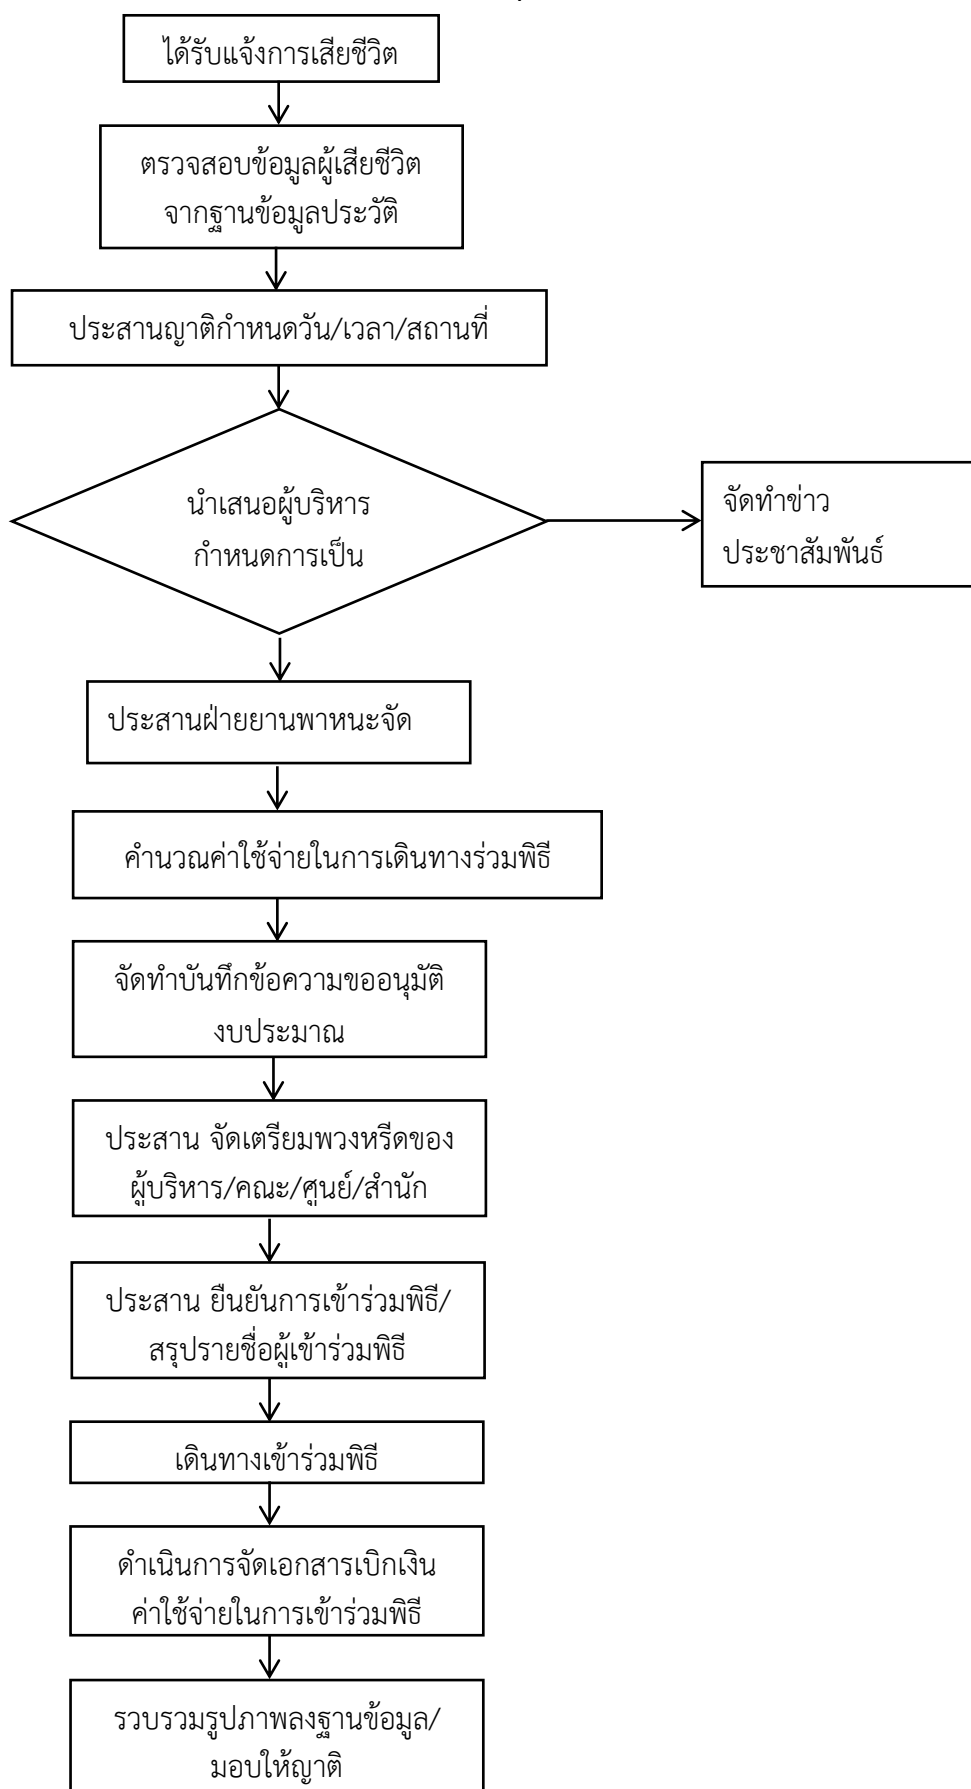 ได้รับแจ้งการเสียชีวิต
ตรวจสอบข้อมูลผู้เสียชีวิต
จากฐานข้อมูลประวัติ
ประสานญาติกำหนดวัน/เวลา/สถานที่
นำเสนอผู้บริหาร
กำหนดการเป็น
จัดทำข่าว
ประชาสัมพันธ์
ประสานฝ่ายยานพาหนะจัด
คำนวณค่าใช้จ่ายในการเดินทางร่วมพิธี
จัดทำบันทึกข้อความขออนุมัติ
งบประมาณ
ประสาน จัดเตรียมพวงหรีดของ
ผู้บริหาร/คณะ/ศูนย์/สำนัก
ประสาน ยืนยันการเข้าร่วมพิธี/
สรุปรายชื่อผู้เข้าร่วมพิธี
เดินทางเข้าร่วมพิธี
ดำเนินการจัดเอกสารเบิกเงิน
ค่าใช้จ่ายในการเข้าร่วมพิธี
รวบรวมรูปภาพลงฐานข้อมูล/
มอบให้ญาติ